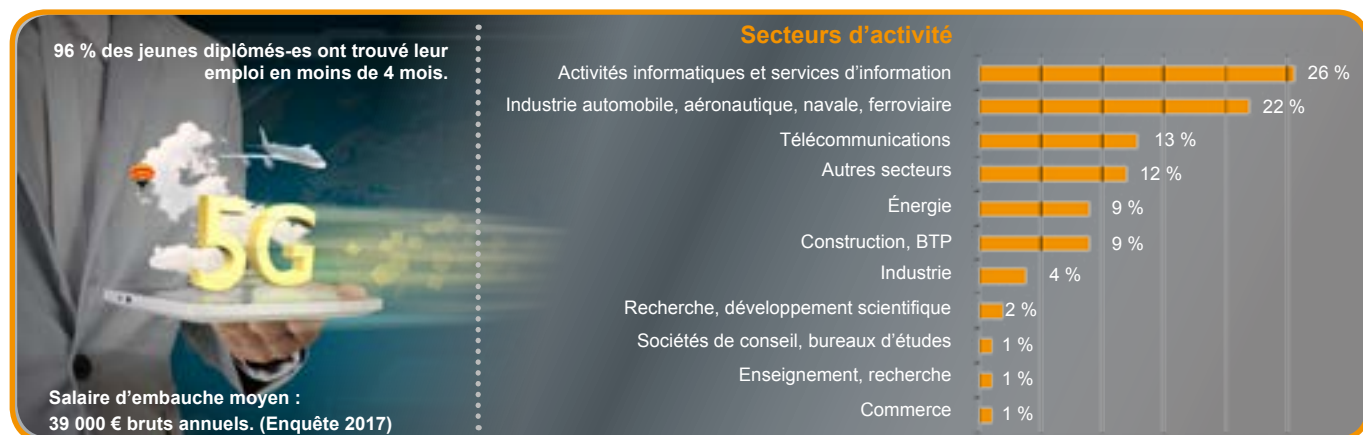 96 % des jeunes diplômés-es ont trouvé leur
emploi en moins de 4 mois.
5G
Salaire d’embauche moyen :
39 000 € bruts annuels. (Enquête 2017)
Secteurs d’activité
Activités informatiques et services d’information 26 %
Industrie automobile, aéronautique, navale, ferroviaire 22 %
Télécommunications 13 %
Autres secteurs 12 %
Énergie 9 %
Construction, BTP 9 %
Industrie 4 %
Recherche, développement scientifique 2 %
Sociétés de conseil, bureaux d’études 1 %
Enseignement, recherche 1 %
Commerce 1 %